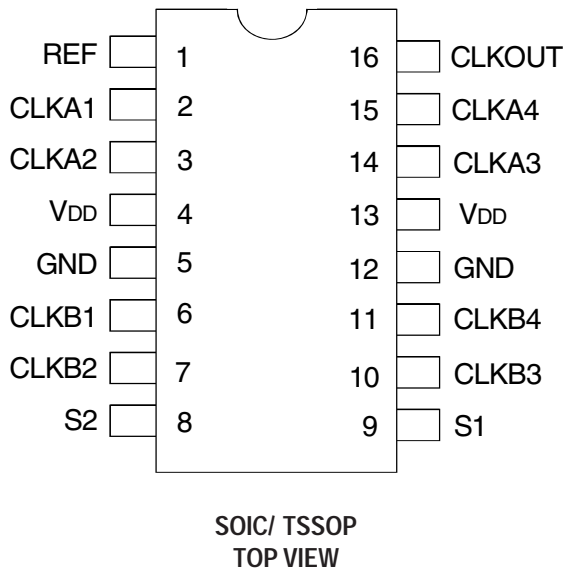 REF 1 16 CLKOUT
CLKA1 2 15 CLKA4
CLKA2 3 14 CLKA3
VDD 4 13 VDD
GND 5 12 GND
CLKB1 6 11 CLKB4
CLKB2 7 10 CLKB3
S2 8 9 S1
SOIC/ TSSOP
TOP VIEW